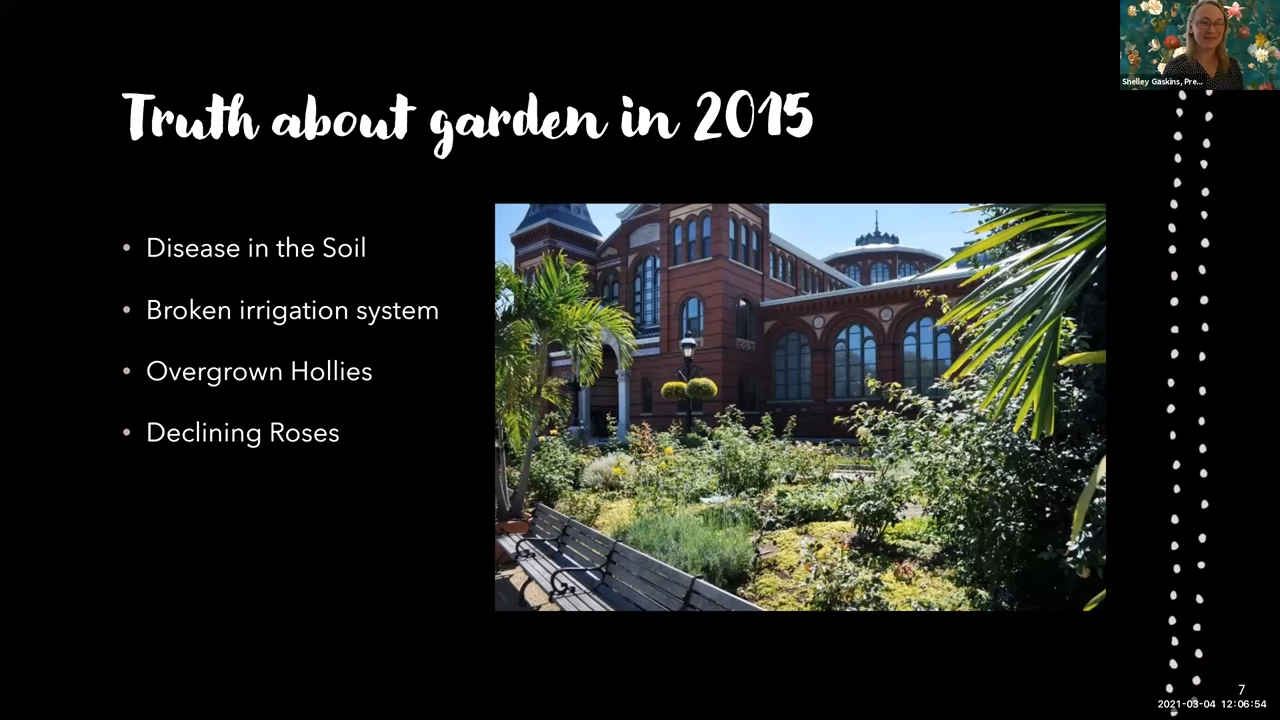 Shelley Gaskins, Pre...
Truth about garden in 2015
• Disease in the Soil
• Broken irrigation system
• Overgrown Hollies
• Declining Roses
7
2021-03-04 12:06:54